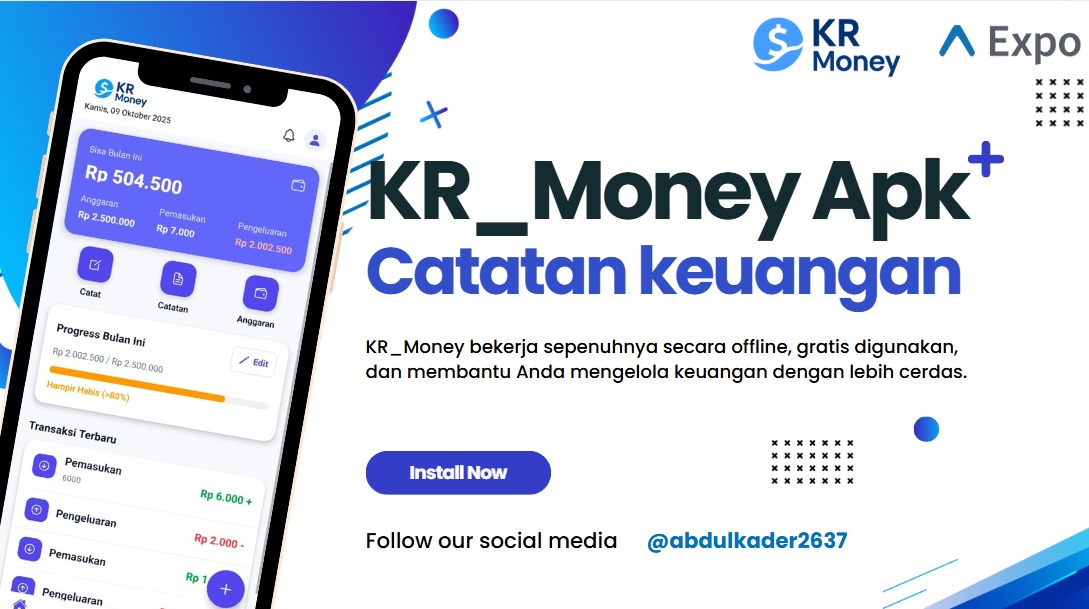 KR
Money
Expo
KR
Money
Kamis, 09 Oktober 2025
Sisa Bulan Ini
Rp 504.500
Anggaran
Pemasukan
Pengeluaran
Rp 2.500.000
Rp 7.000
Rp 2.002.500
Catat
Catatan
Anggaran
Progress Bulan Ini
Edit
Rp 2.002.500 / Rp 2.500.000
Hampir Habis (>80%)
Transaksi Terbaru
Pemasukan
6000
Rp 6.000 +
Pengeluaran
Rp 2.000 -
Pemasukan
Rp 1
Pengeluaran
KR_Money Apk
Catatan keuangan
KR_Money bekerja sepenuhnya secara offline, gratis digunakan,
dan membantu Anda mengelola keuangan dengan lebih cerdas.
Install Now
Follow our social media @abdulkader2637